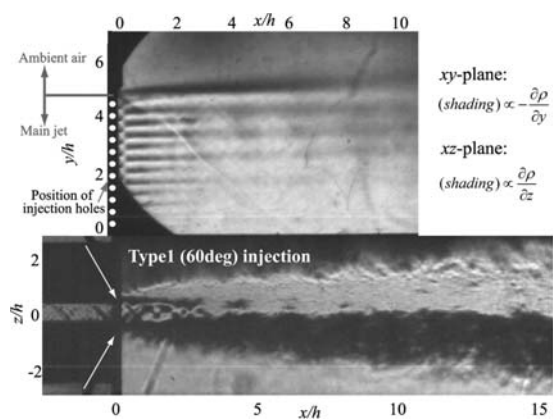 x/h
0 2 4 6 8 10
Ambient air
Main jet
6
4
2
0
y/h
Position of
injection holes
xy-plane:
(shading) ∝ -∂ρ/∂y
xz-plane:
(shading) ∝ ∂ρ/∂z
Type1 (60deg) injection
2
0
-2
z/h
0 5 10 15
x/h